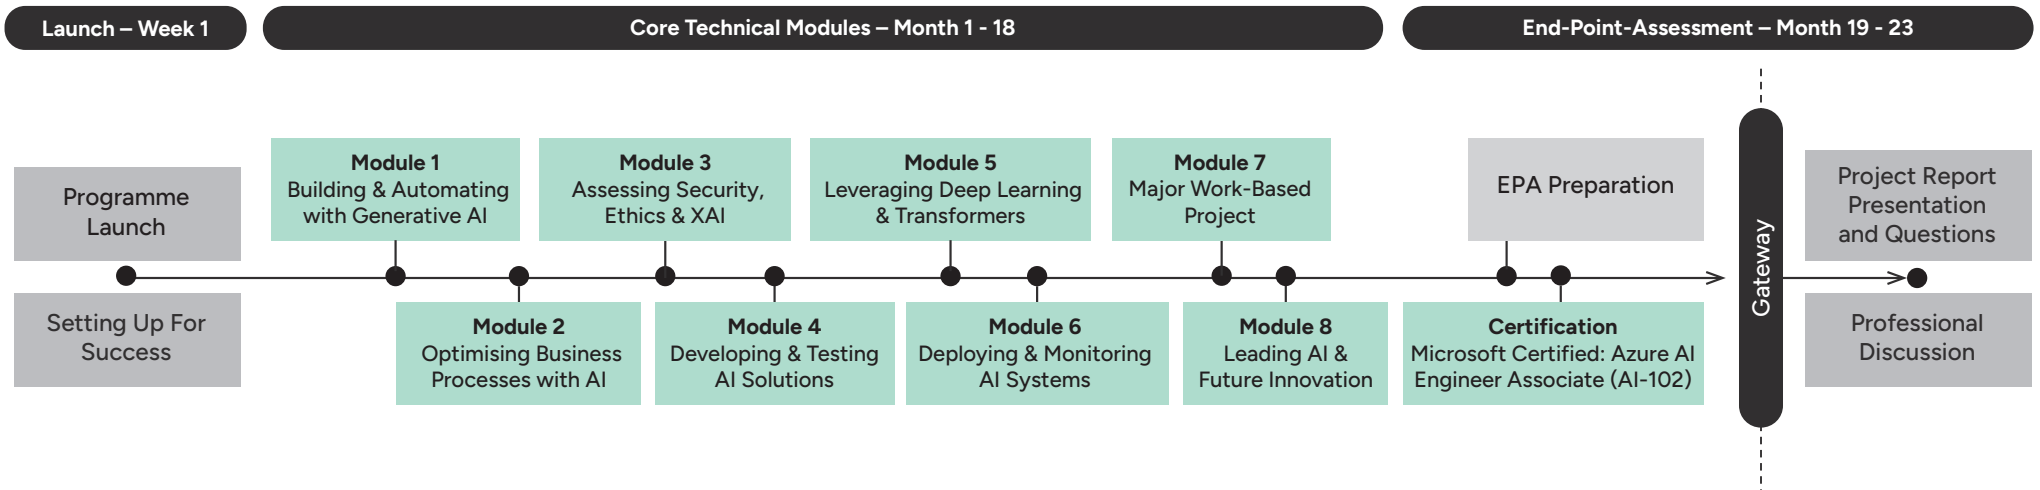 Launch – Week 1
Core Technical Modules – Month 1 - 18
End-Point-Assessment – Month 19 - 23
Programme
Launch
Setting Up For
Success
Module 1
Building & Automating
with Generative AI
Module 2
Optimising Business
Processes with AI
Module 3
Assessing Security,
Ethics & XAI
Module 4
Developing & Testing
AI Solutions
Module 5
Leveraging Deep Learning
& Transformers
Module 6
Deploying & Monitoring
AI Systems
Module 7
Major Work-Based
Project
Module 8
Leading AI &
Future Innovation
EPA Preparation
Certification
Microsoft Certified: Azure AI
Engineer Associate (AI-102)
Gateway
Project Report
Presentation
and Questions
Professional
Discussion